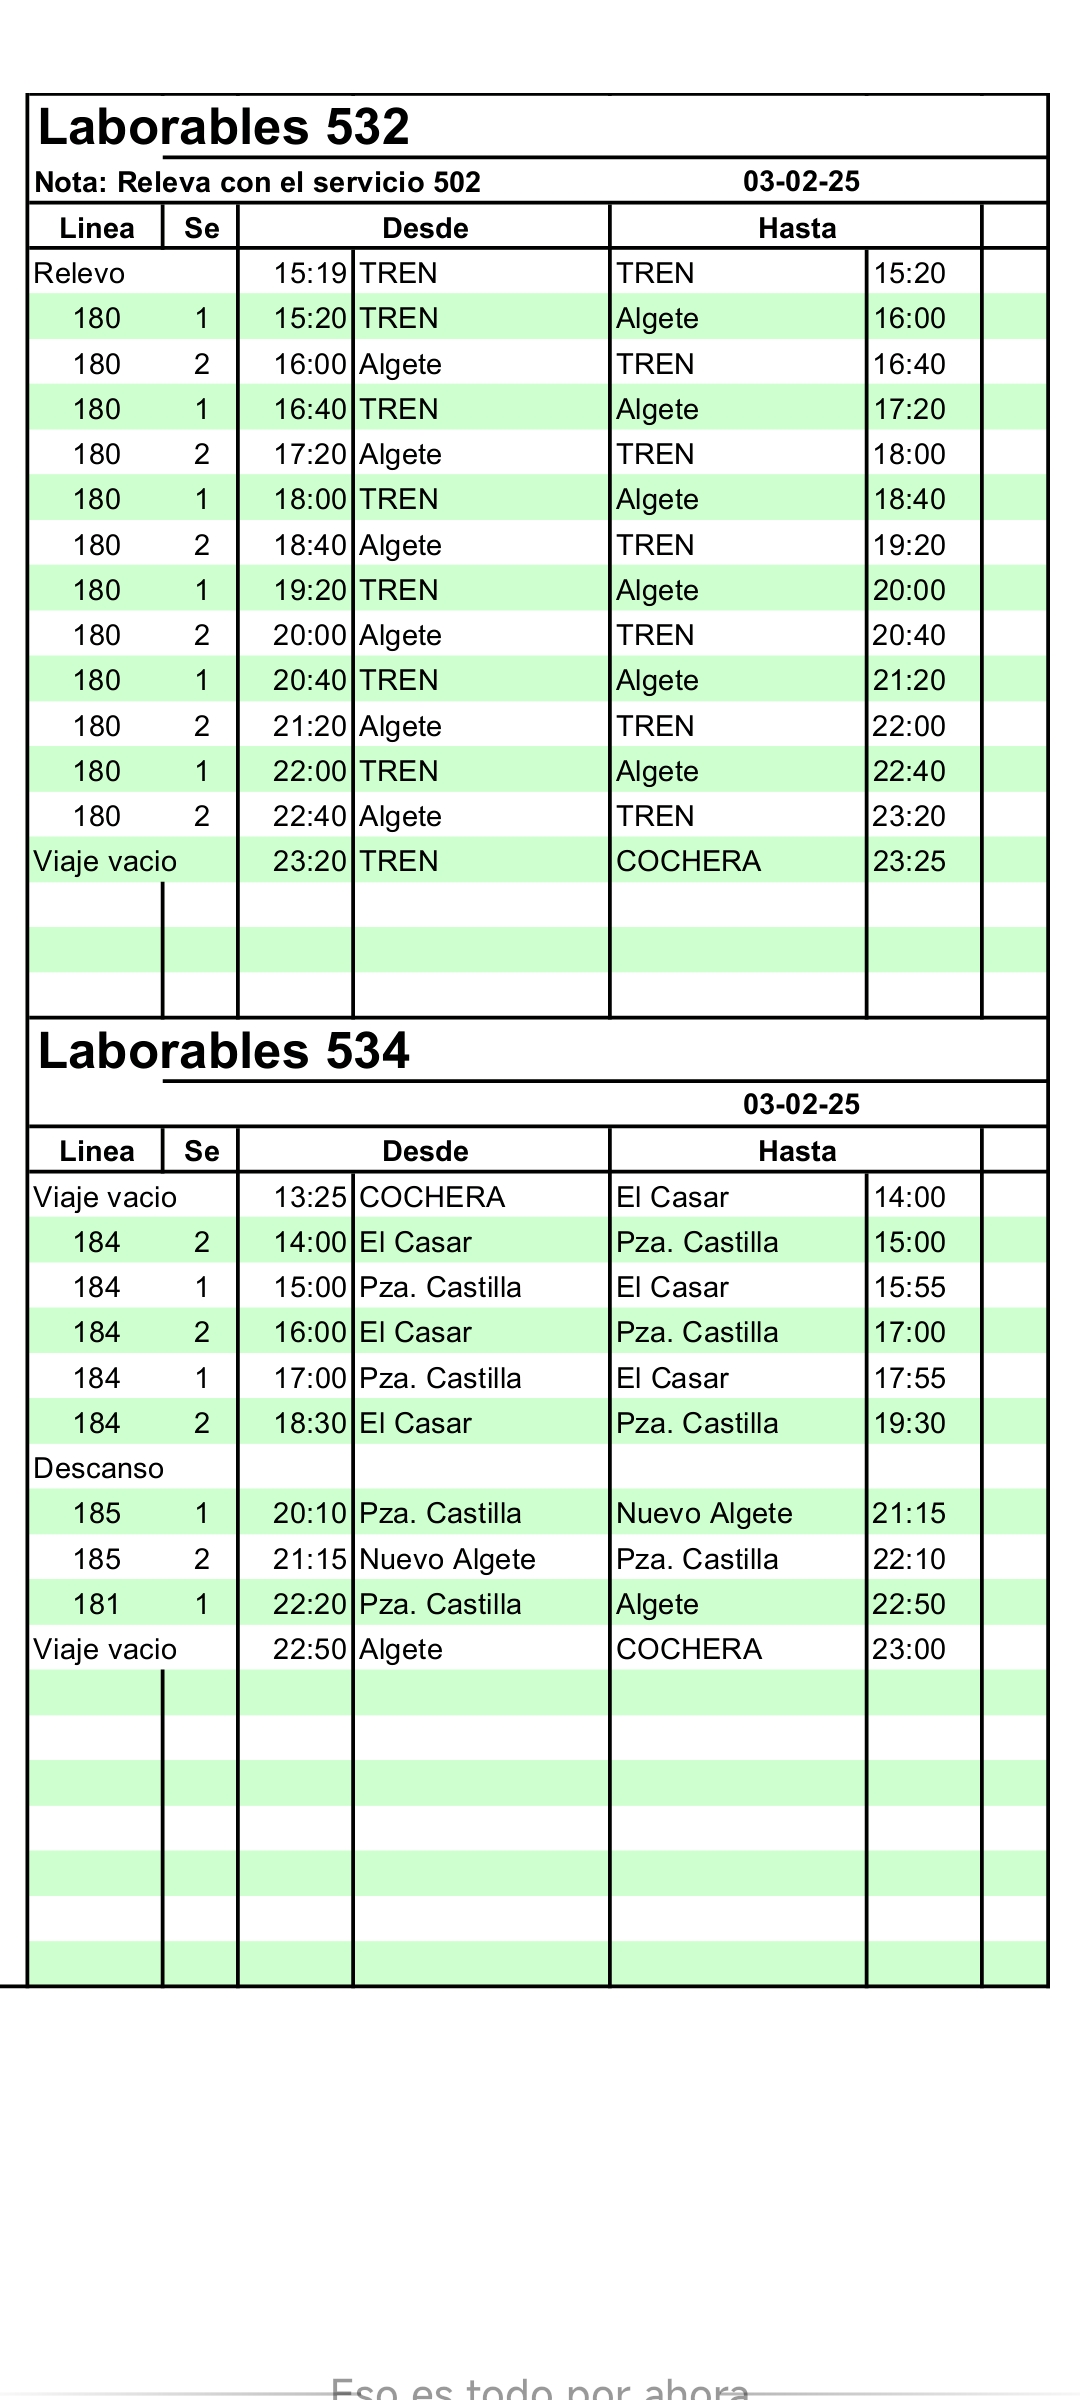 Laborables 532
Nota: Releva con el servicio 502 03-02-25
Linea Se Desde Hasta
Relevo 15:19 TREN TREN 15:20
180 1 15:20 TREN Algete 16:00
180 2 16:00 Algete TREN 16:40
180 1 16:40 TREN Algete 17:20
180 2 17:20 Algete TREN 18:00
180 1 18:00 TREN Algete 18:40
180 2 18:40 Algete TREN 19:20
180 1 19:20 TREN Algete 20:00
180 2 20:00 Algete TREN 20:40
180 1 20:40 TREN Algete 21:20
180 2 21:20 Algete TREN 22:00
180 1 22:00 TREN Algete 22:40
180 2 22:40 Algete TREN 23:20
Viaje vacio 23:20 TREN COCHERA 23:25
Laborables 534
03-02-25
Linea Se Desde Hasta
Viaje vacio 13:25 COCHERA El Casar 14:00
184 2 14:00 El Casar Pza. Castilla 15:00
184 1 15:00 Pza. Castilla El Casar 15:55
184 2 16:00 El Casar Pza. Castilla 17:00
184 1 17:00 Pza. Castilla El Casar 17:55
184 2 18:30 El Casar Pza. Castilla 19:30
Descanso
185 1 20:10 Pza. Castilla Nuevo Algete 21:15
185 2 21:15 Nuevo Algete Pza. Castilla 22:10
181 1 22:20 Pza. Castilla Algete 22:50
Viaje vacio 22:50 Algete COCHERA 23:00
Eso es todo por ahora